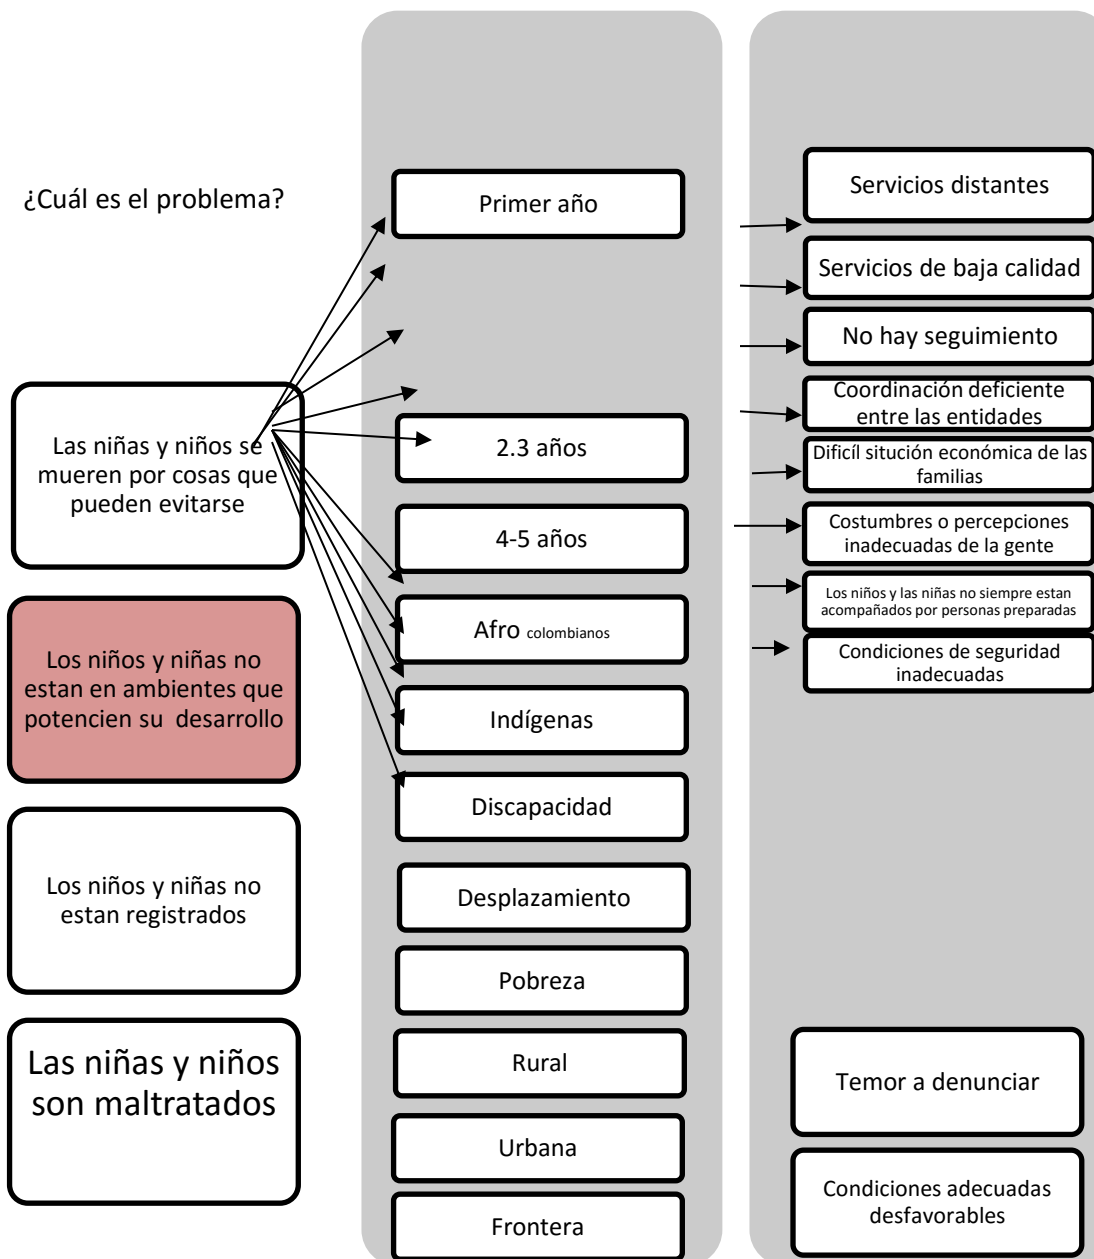 ¿Cuál es el problema?
Las niñas y niños se
mueren por cosas que
pueden evitarse
Los niños y niñas no
estan en ambientes que
potencien su desarrollo
Los niños y niñas no
estan registrados
Las niñas y niños
son maltratados
Primer año
2.3 años
4-5 años
Afro colombianos
Indígenas
Discapacidad
Desplazamiento
Pobreza
Rural
Urbana
Frontera
Servicios distantes
Servicios de baja calidad
No hay seguimiento
Coordinación deficiente
entre las entidades
Dificíl situción económica de las
familias
Costumbres o percepciones
inadecuadas de la gente
Los niños y las niñas no siempre estan
acompañados por personas preparadas
Condiciones de seguridad
inadecuadas
Temor a denunciar
Condiciones adecuadas
desfavorables